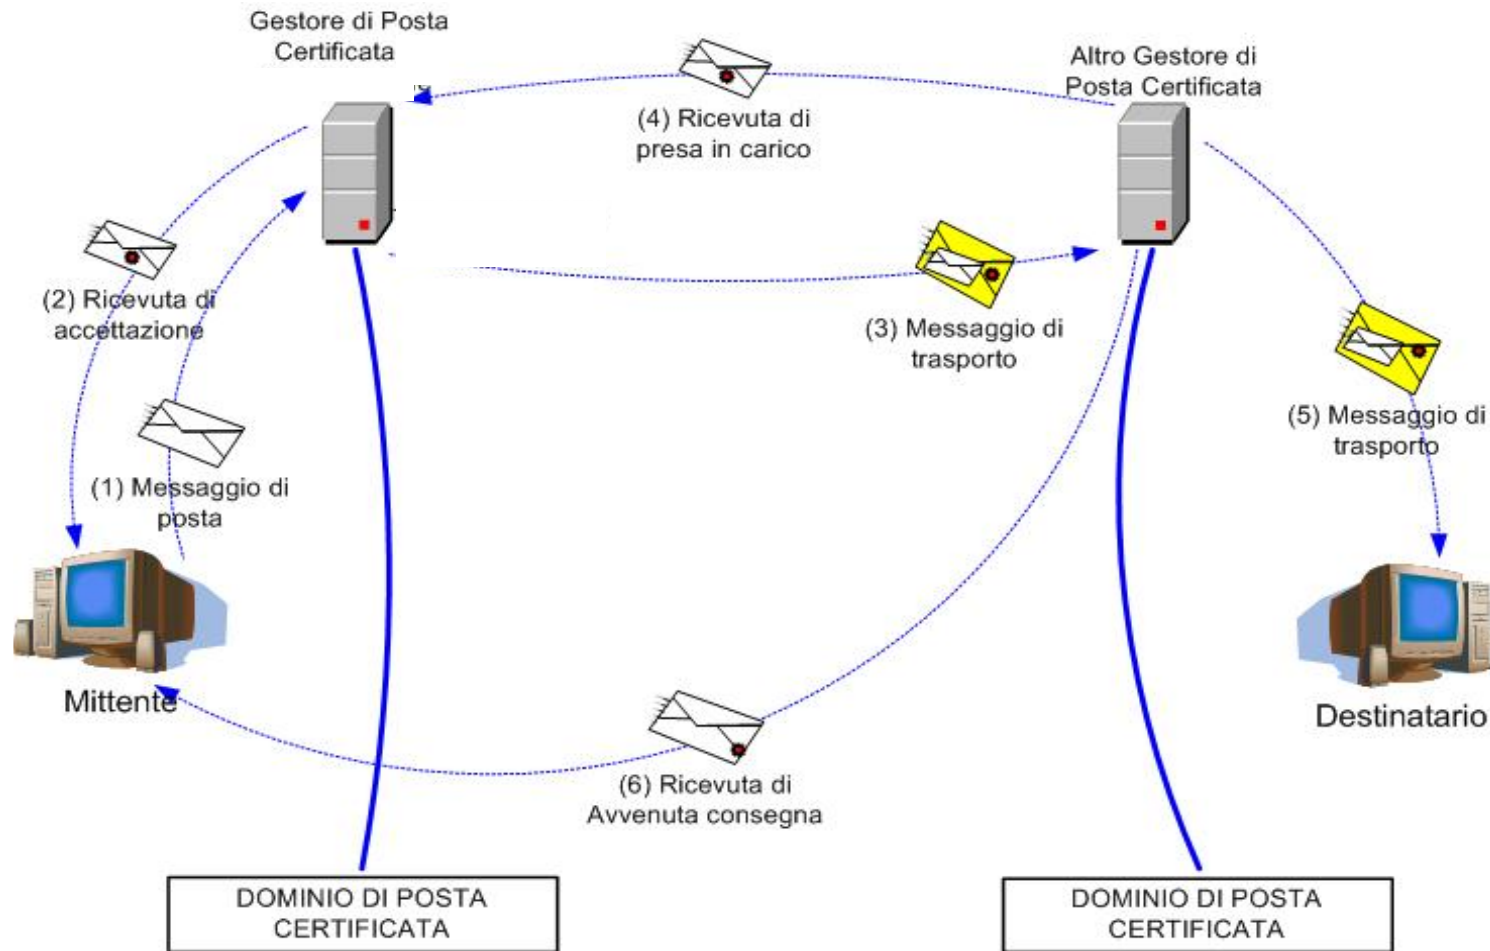 Gestore di Posta
Certificata
Altro Gestore di
Posta Certificata
(4) Ricevuta di
presa in carico
(2) Ricevuta di
accettazione
(3) Messaggio di
trasporto
(5) Messaggio di
trasporto
(1) Messaggio di
posta
Mittente
Destinatario
(6) Ricevuta di
Avvenuta consegna
DOMINIO DI POSTA
CERTIFICATA
DOMINIO DI POSTA
CERTIFICATA